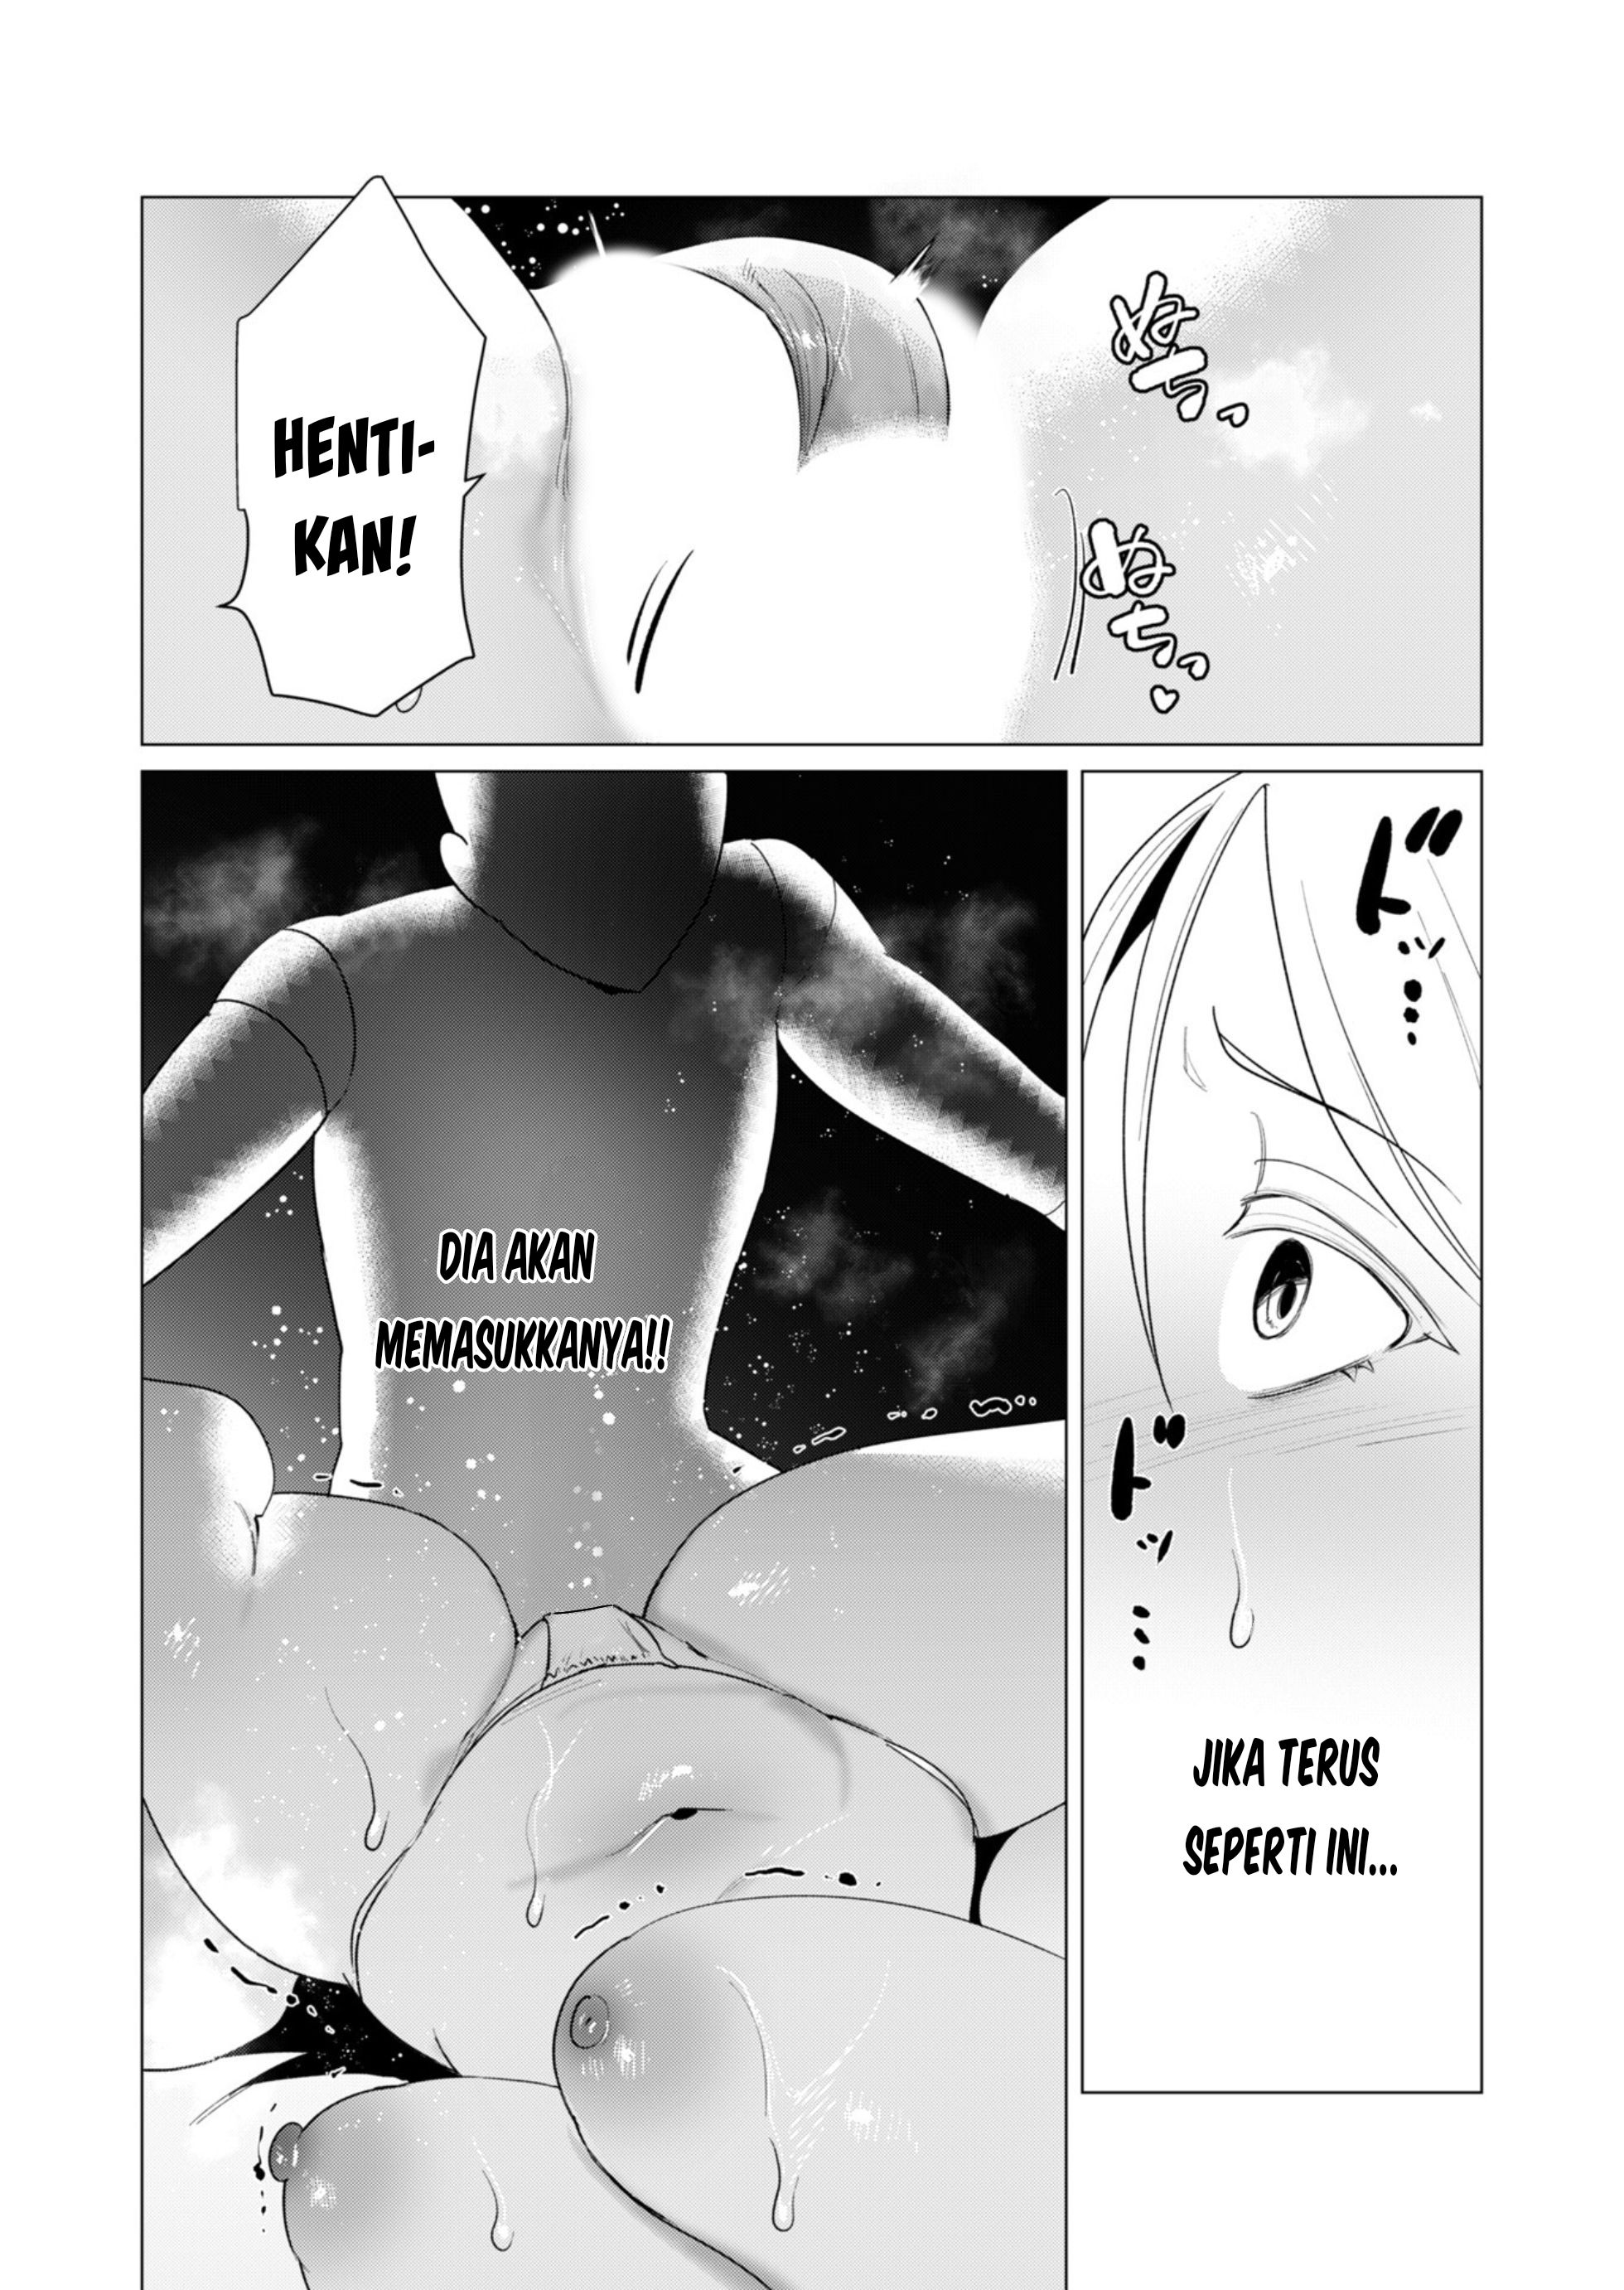 ぬちっ
HENTI-
KAN!
ぬちっ♥
ドッ…
ドッ…
JIKA TERUS
SEPERTI INI...
DIA AKAN
MEMASUKKANYA!!